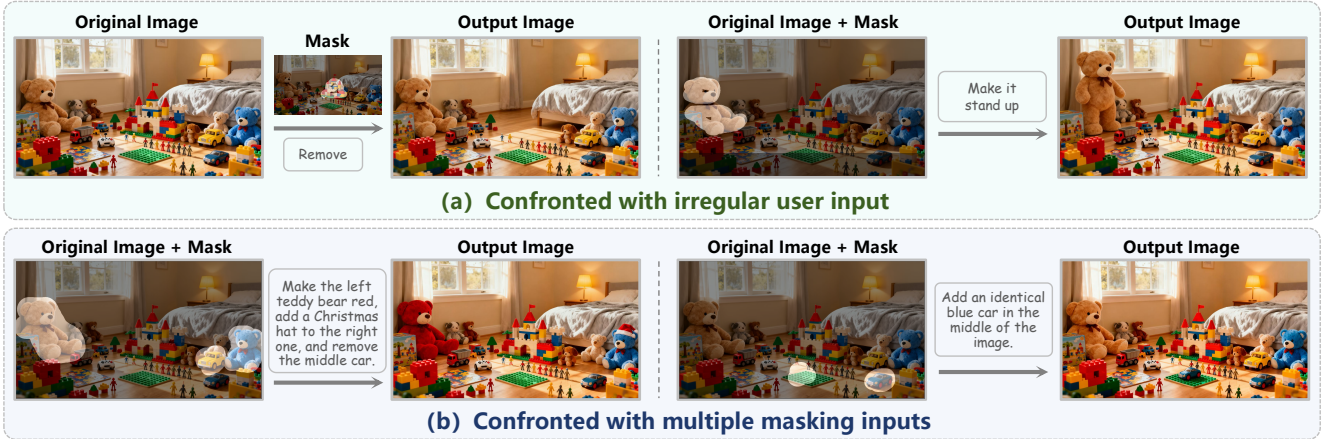 Original Image
Mask
Remove
Output Image
Original Image + Mask
Make it
stand up
Output Image
(a) Confronted with irregular user input
Original Image + Mask
Make the left
teddy bear red,
add a Christmas
hat to the right
one, and remove
the middle car.
Output Image
Original Image + Mask
Add an identical
blue car in the
middle of the
image.
Output Image
(b) Confronted with multiple masking inputs